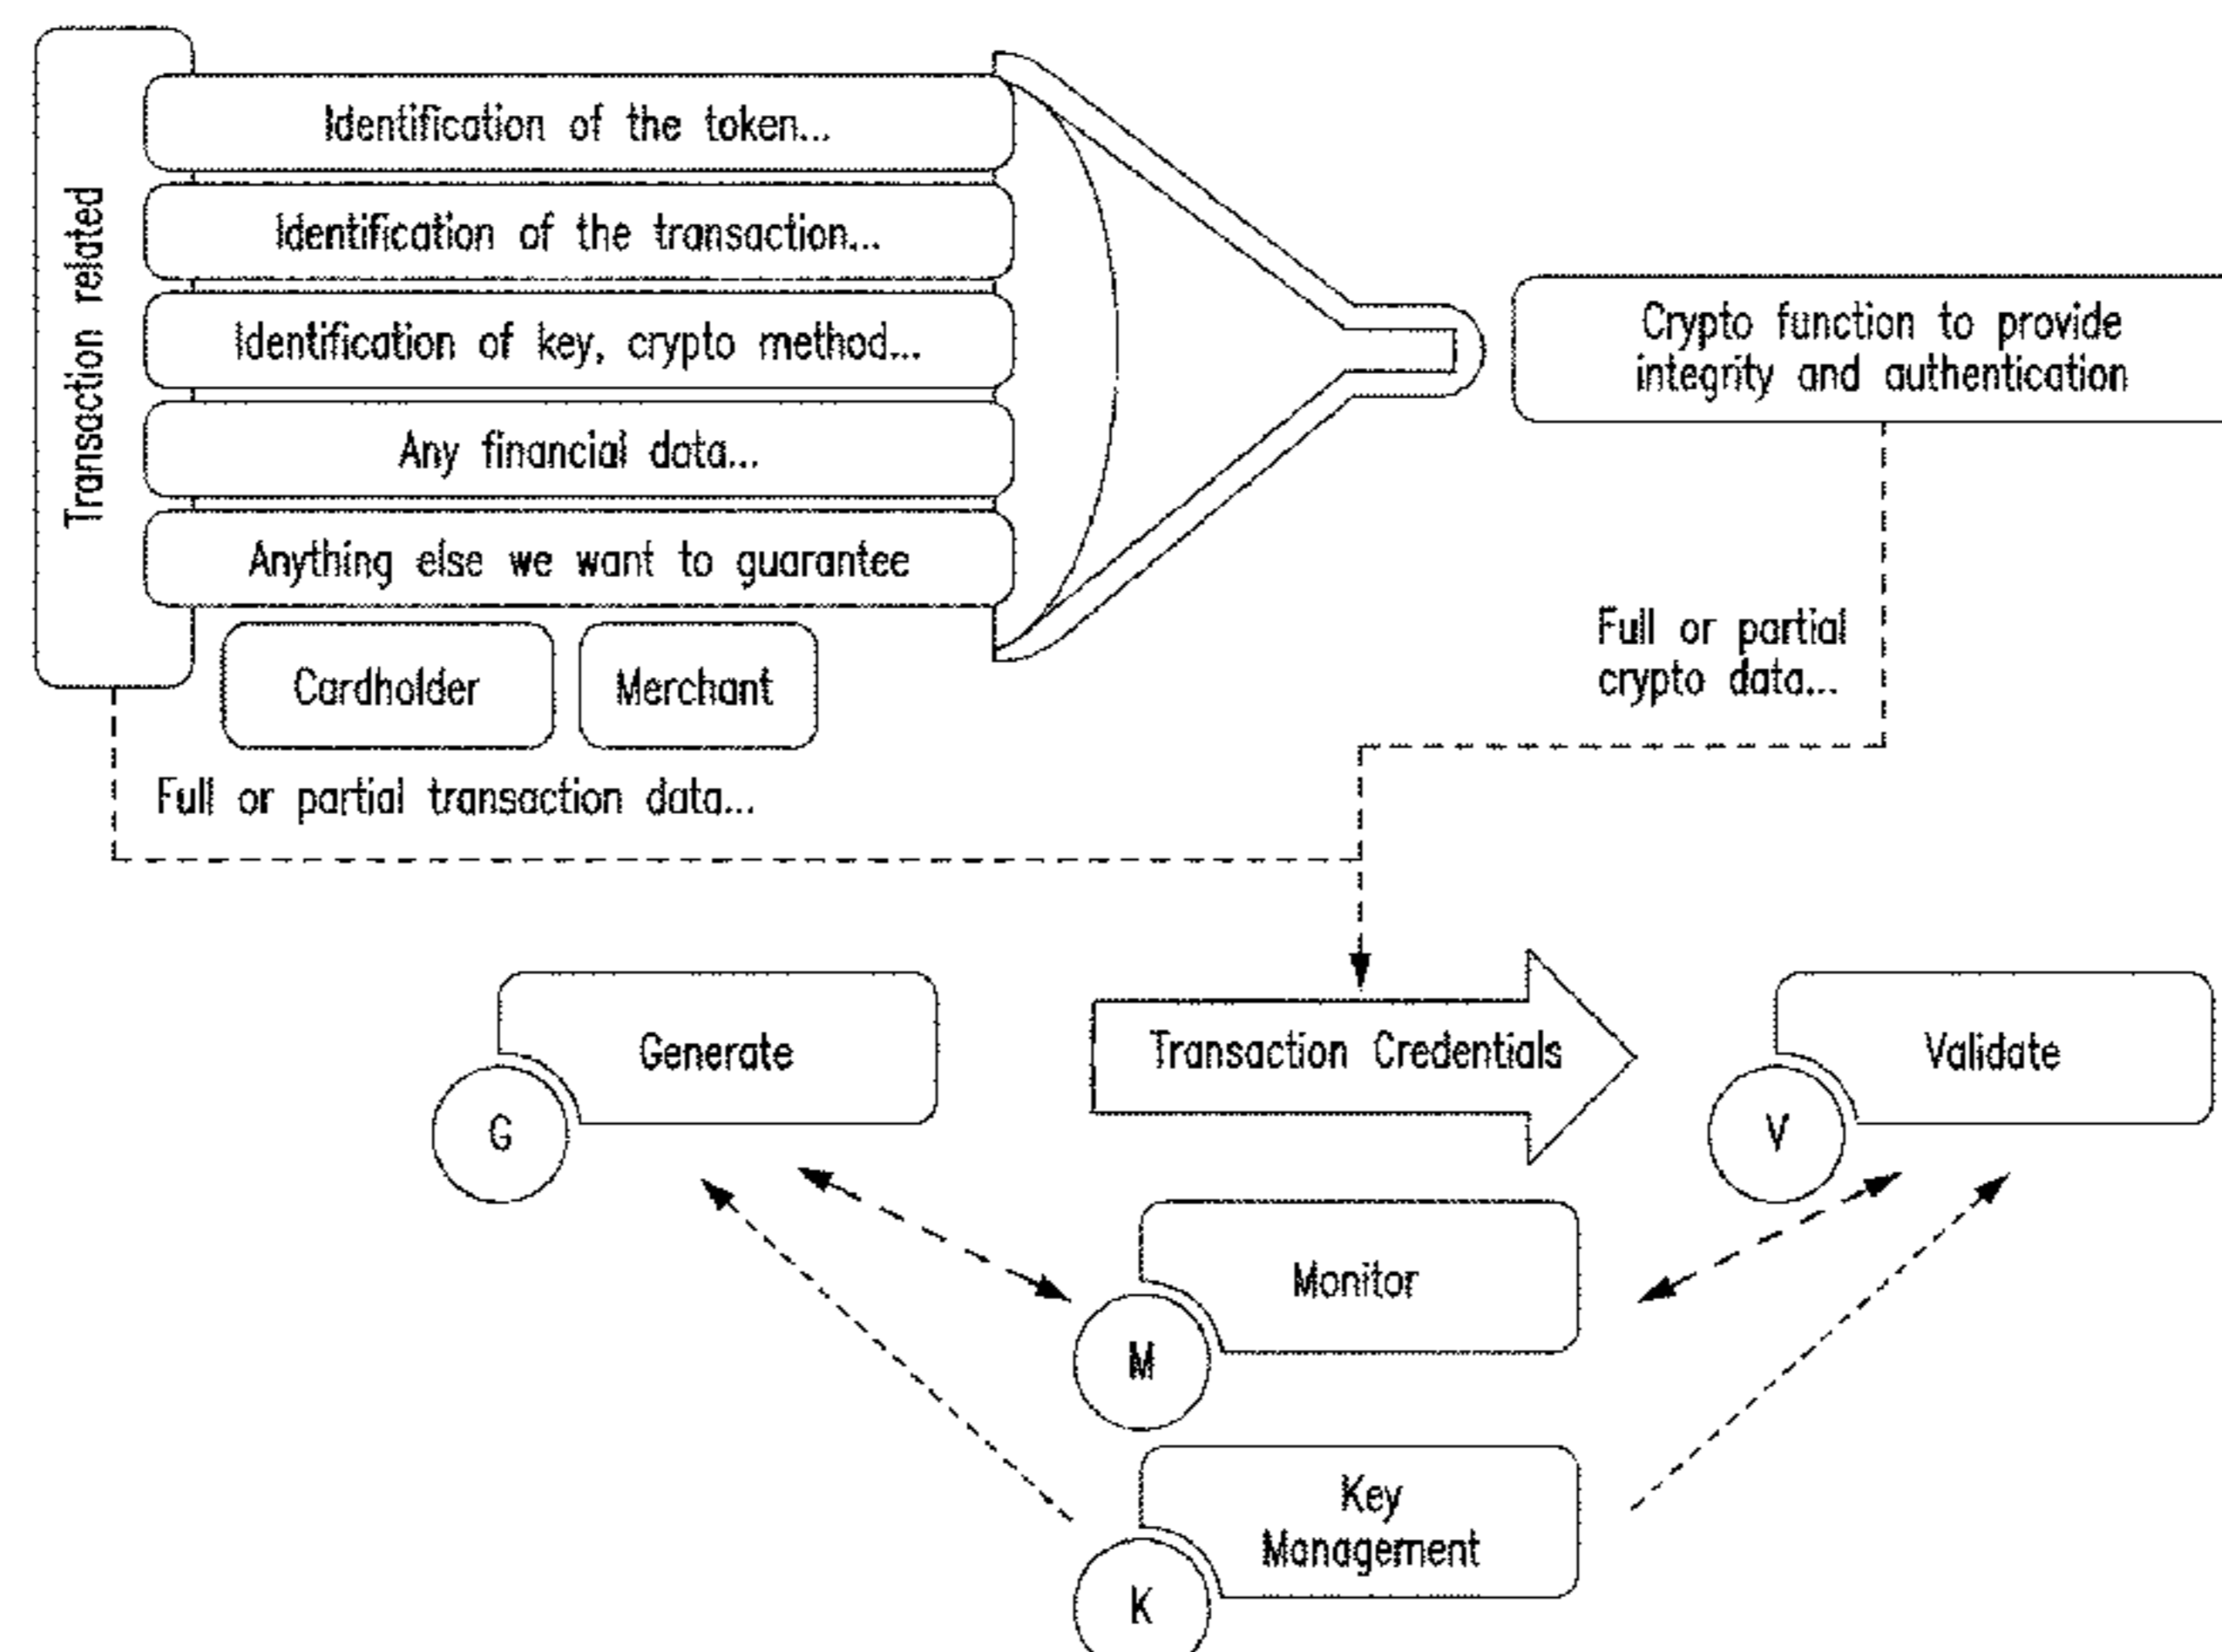 Transaction related
Identification of the token...
Identification of the transaction...
Identification of key, crypto method...
Any financial data...
Anything else we want to guarantee
Cardholder
Merchant
Full or partial transaction data...
Crypto function to provide
integrity and authentication
Full or partial
crypto data...
Generate
G
Transaction Credentials
Validate
V
Monitor
M
Key
Management
K